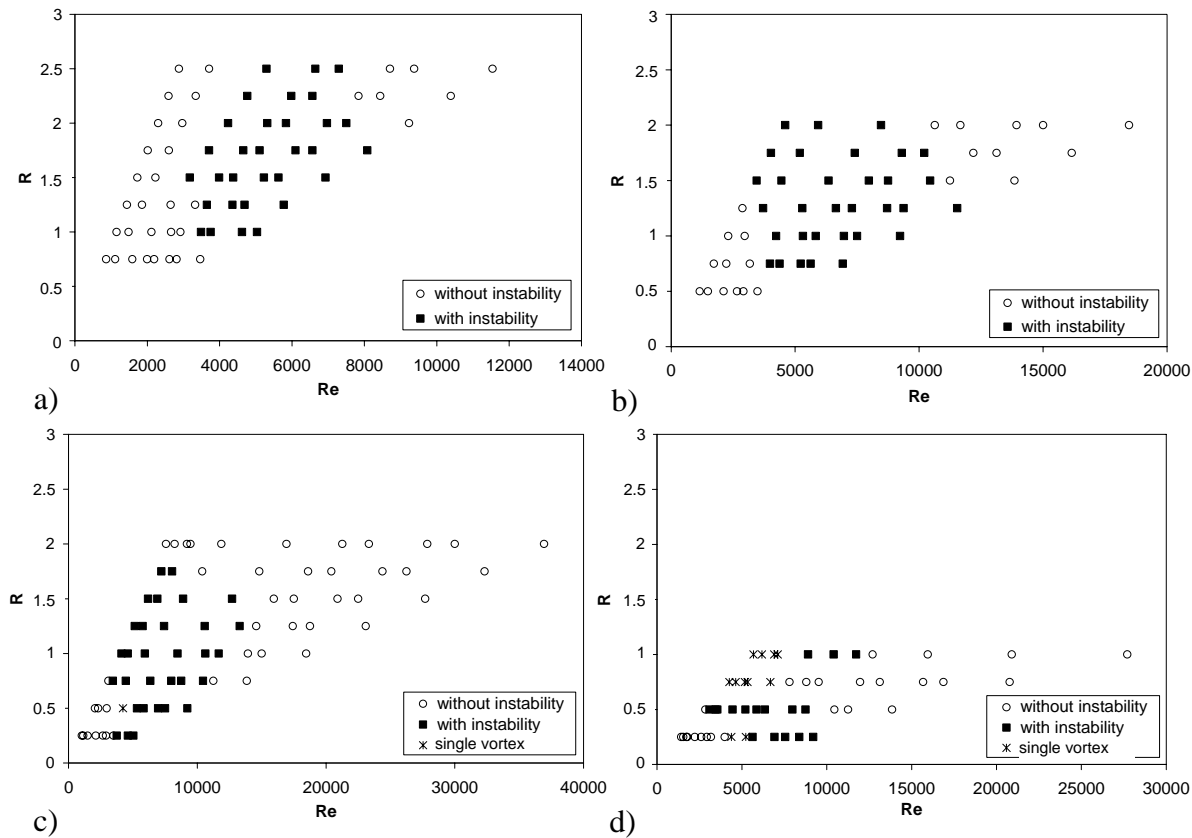 3
2.5
2
1.5
1
0.5
0
R
0 2000 4000 6000 8000 10000 12000 14000
Re
without instability
with instability
a)
3
2.5
2
1.5
1
0.5
0
R
0 5000 10000 15000 20000
Re
without instability
with instability
b)
3
2.5
2
1.5
1
0.5
0
R
0 10000 20000 30000 40000
Re
without instability
with instability
single vortex
c)
3
2.5
2
1.5
1
0.5
0
R
0 5000 10000 15000 20000 25000 30000
Re
without instability
with instability
single vortex
d)